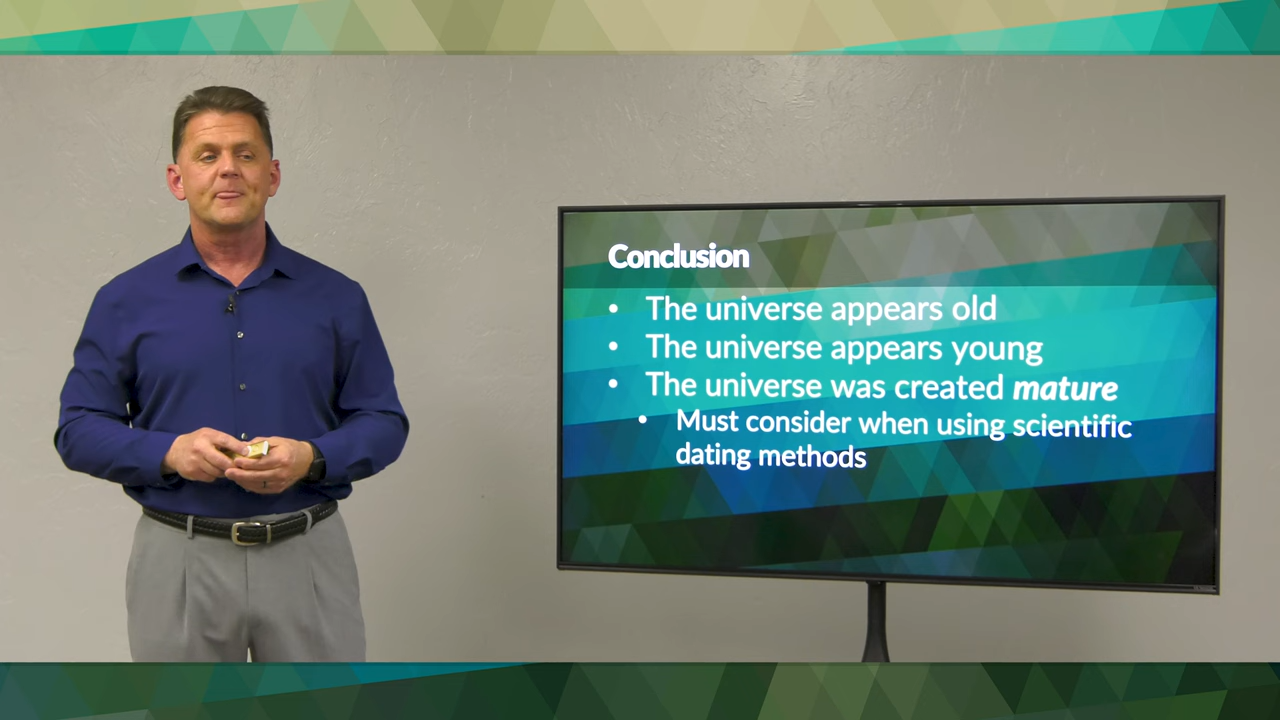 Conclusion
• The universe appears old
• The universe appears young
• The universe was created mature
• Must consider when using scientific
dating methods